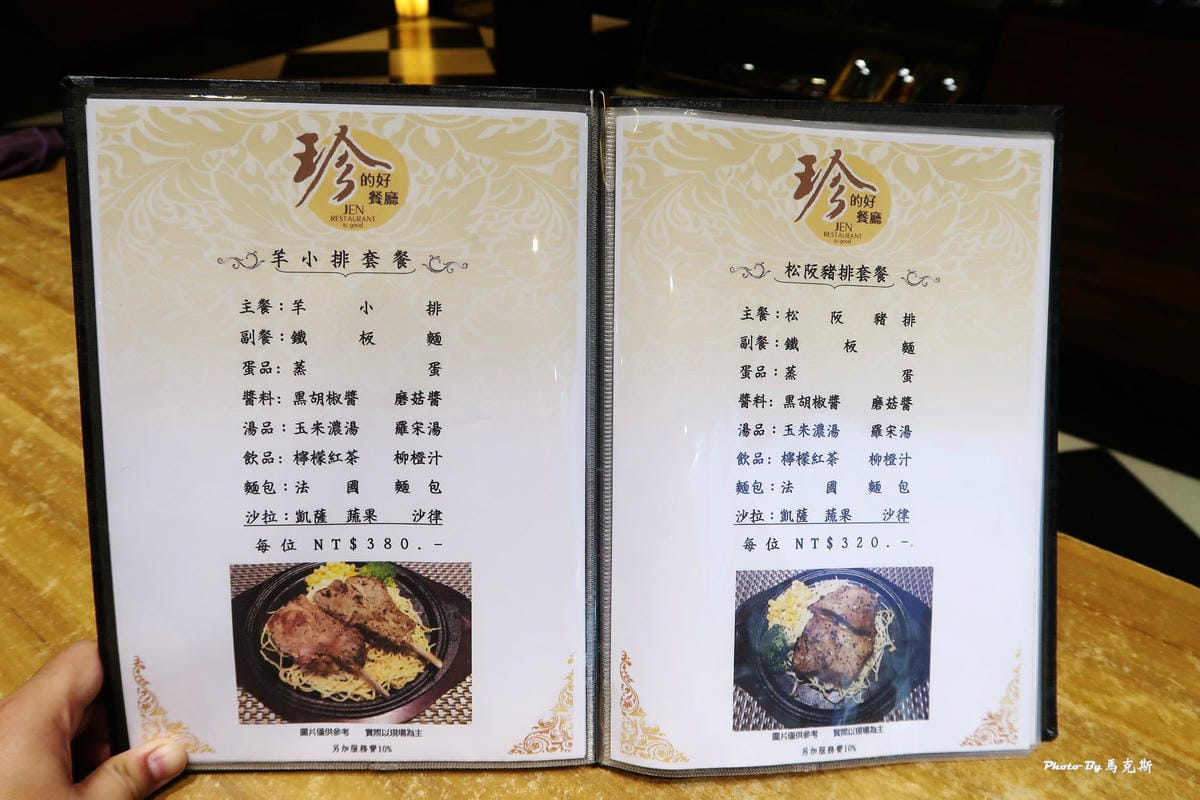 珍的好
餐廳
JEN
RESTAURANT
is good
羊小排套餐
主餐：羊小排
副餐：鐵板麵
蛋品：蒸蛋
醬料：黑胡椒醬 磨菇醬
湯品：玉米濃湯 羅宋湯
飲品：檸檬紅茶 柳橙汁
麵包：法國麵包
沙拉：凱薩 蔬果 沙律
每位 NT$380.-
圖片僅供參考 實際以現場為主
另加服務費10%
珍的好
餐廳
JEN
RESTAURANT
is good
松阪豬排套餐
主餐：松阪豬排
副餐：鐵板麵
蛋品：蒸蛋
醬料：黑胡椒醬 磨菇醬
湯品：玉米濃湯 羅宋湯
飲品：檸檬紅茶 柳橙汁
麵包：法國麵包
沙拉：凱薩 蔬果 沙律
每位 NT$320.-
圖片僅供參考 實際以現場為主
另加服務費10%
Photo By 馬克斯